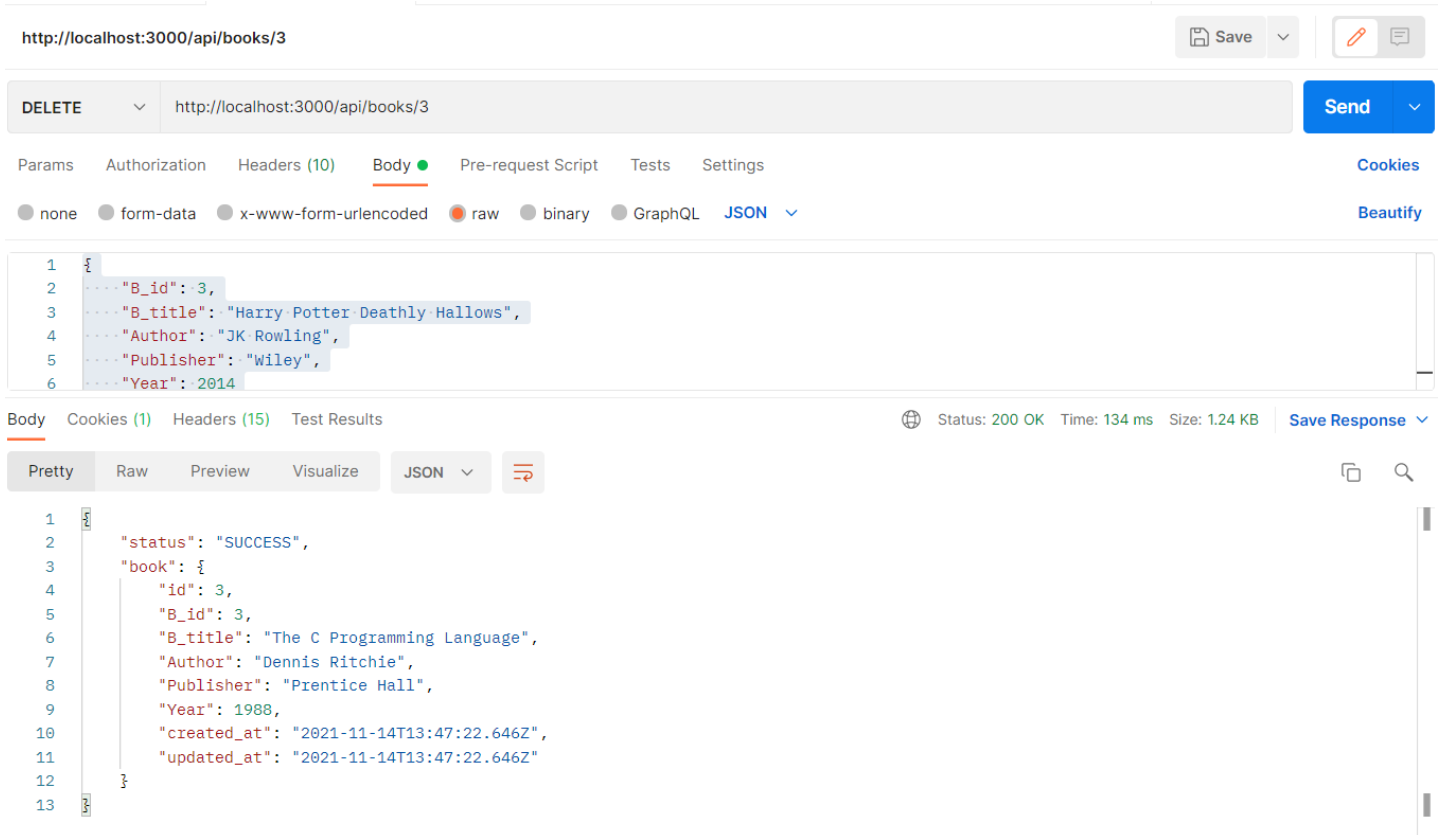 http://localhost:3000/api/books/3 Save
DELETE http://localhost:3000/api/books/3 Send
Params Authorization Headers (10) Body Pre-request Script Tests Settings Cookies
none form-data x-www-form-urlencoded raw binary GraphQL JSON Beautify
1 {
2 ····"B_id":·3,
3 ····"B_title":·"Harry·Potter·Deathly·Hallows",
4 ····"Author":·"JK·Rowling",
5 ····"Publisher":·"Wiley",
6 ····"Year":·2014
Body Cookies (1) Headers (15) Test Results Status: 200 OK Time: 134 ms Size: 1.24 KB Save Response
Pretty Raw Preview Visualize JSON
1 {
2 "status": "SUCCESS",
3 "book": {
4 "id": 3,
5 "B_id": 3,
6 "B_title": "The C Programming Language",
7 "Author": "Dennis Ritchie",
8 "Publisher": "Prentice Hall",
9 "Year": 1988,
10 "created_at": "2021-11-14T13:47:22.646Z",
11 "updated_at": "2021-11-14T13:47:22.646Z"
12 }
13 }